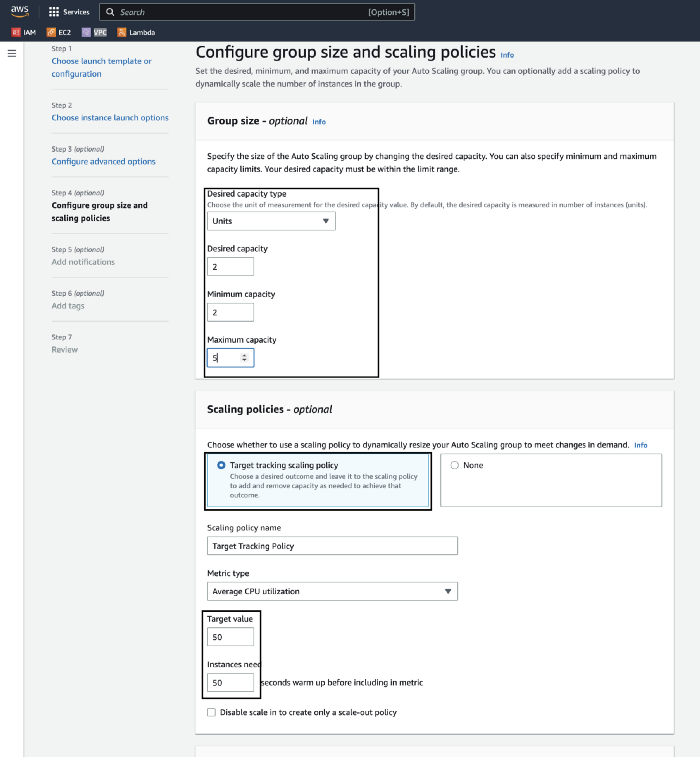 aws
Services
Search
[Option+S]
IAM
EC2
VPC
Lambda
Step 1
Choose launch template or
configuration
Step 2
Choose instance launch options
Step 3 (optional)
Configure advanced options
Step 4 (optional)
Configure group size and
scaling policies
Step 5 (optional)
Add notifications
Step 6 (optional)
Add tags
Step 7
Review
Configure group size and scaling policies Info
Set the desired, minimum, and maximum capacity of your Auto Scaling group. You can optionally add a scaling policy to
dynamically scale the number of instances in the group.
Group size - optional Info
Specify the size of the Auto Scaling group by changing the desired capacity. You can also specify minimum and maximum
capacity limits. Your desired capacity must be within the limit range.
Desired capacity type
Choose the unit of measurement for the desired capacity value. By default, the desired capacity is measured in number of instances (units).
Units
Desired capacity
2
Minimum capacity
2
Maximum capacity
5
Scaling policies - optional
Choose whether to use a scaling policy to dynamically resize your Auto Scaling group to meet changes in demand. Info
Target tracking scaling policy
Choose a desired outcome and leave it to the scaling policy
to add and remove capacity as needed to achieve that
outcome.
None
Scaling policy name
Target Tracking Policy
Metric type
Average CPU utilization
Target value
50
Instances need
50 seconds warm up before including in metric
Disable scale in to create only a scale-out policy